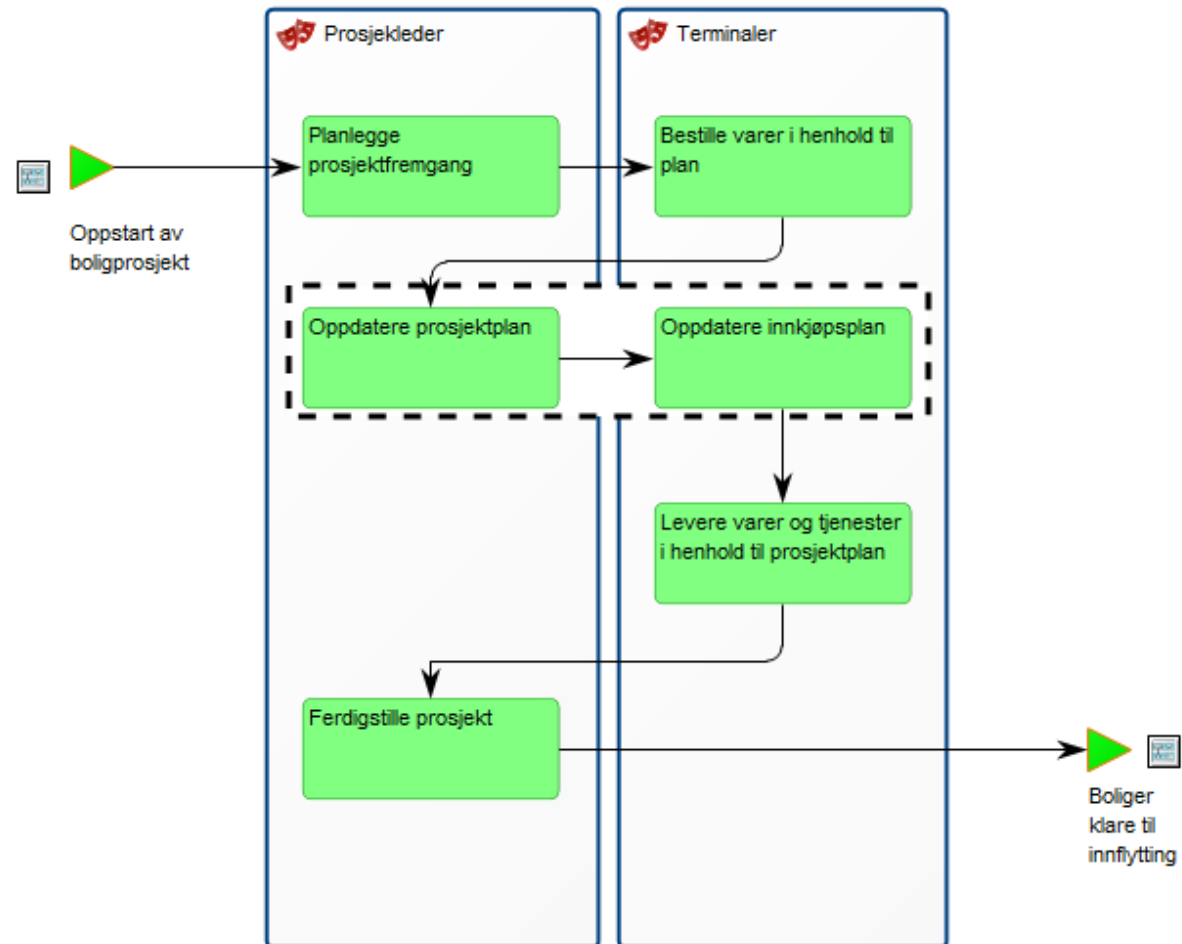 Prosjekleder
Terminaler
Planlegge
prosjektfremgang
Bestille varer i henhold til
plan
Oppstart av
boligprosjekt
Oppdatere prosjektplan
Oppdatere innkjøpsplan
Levere varer og tjenester
i henhold til prosjektplan
Ferdigstille prosjekt
Boliger
klare til
innflytting